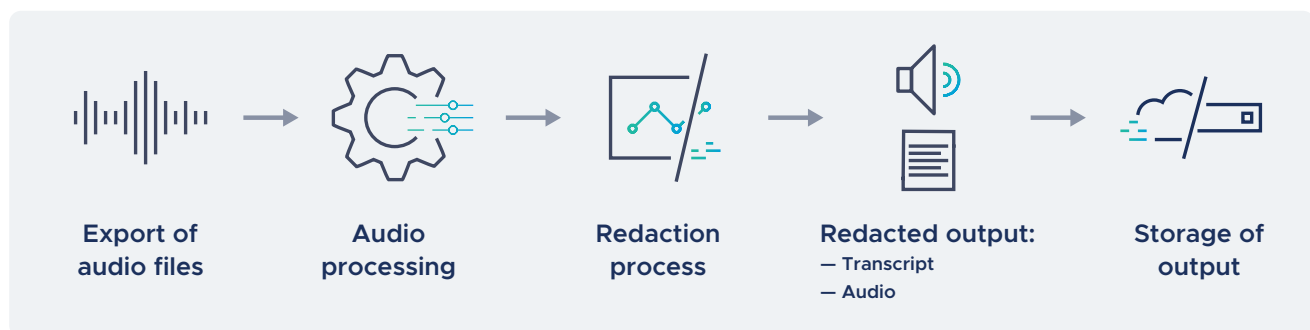 Export of
audio files
Audio
processing
Redaction
process
Redacted output:
— Transcript
— Audio
Storage of
output